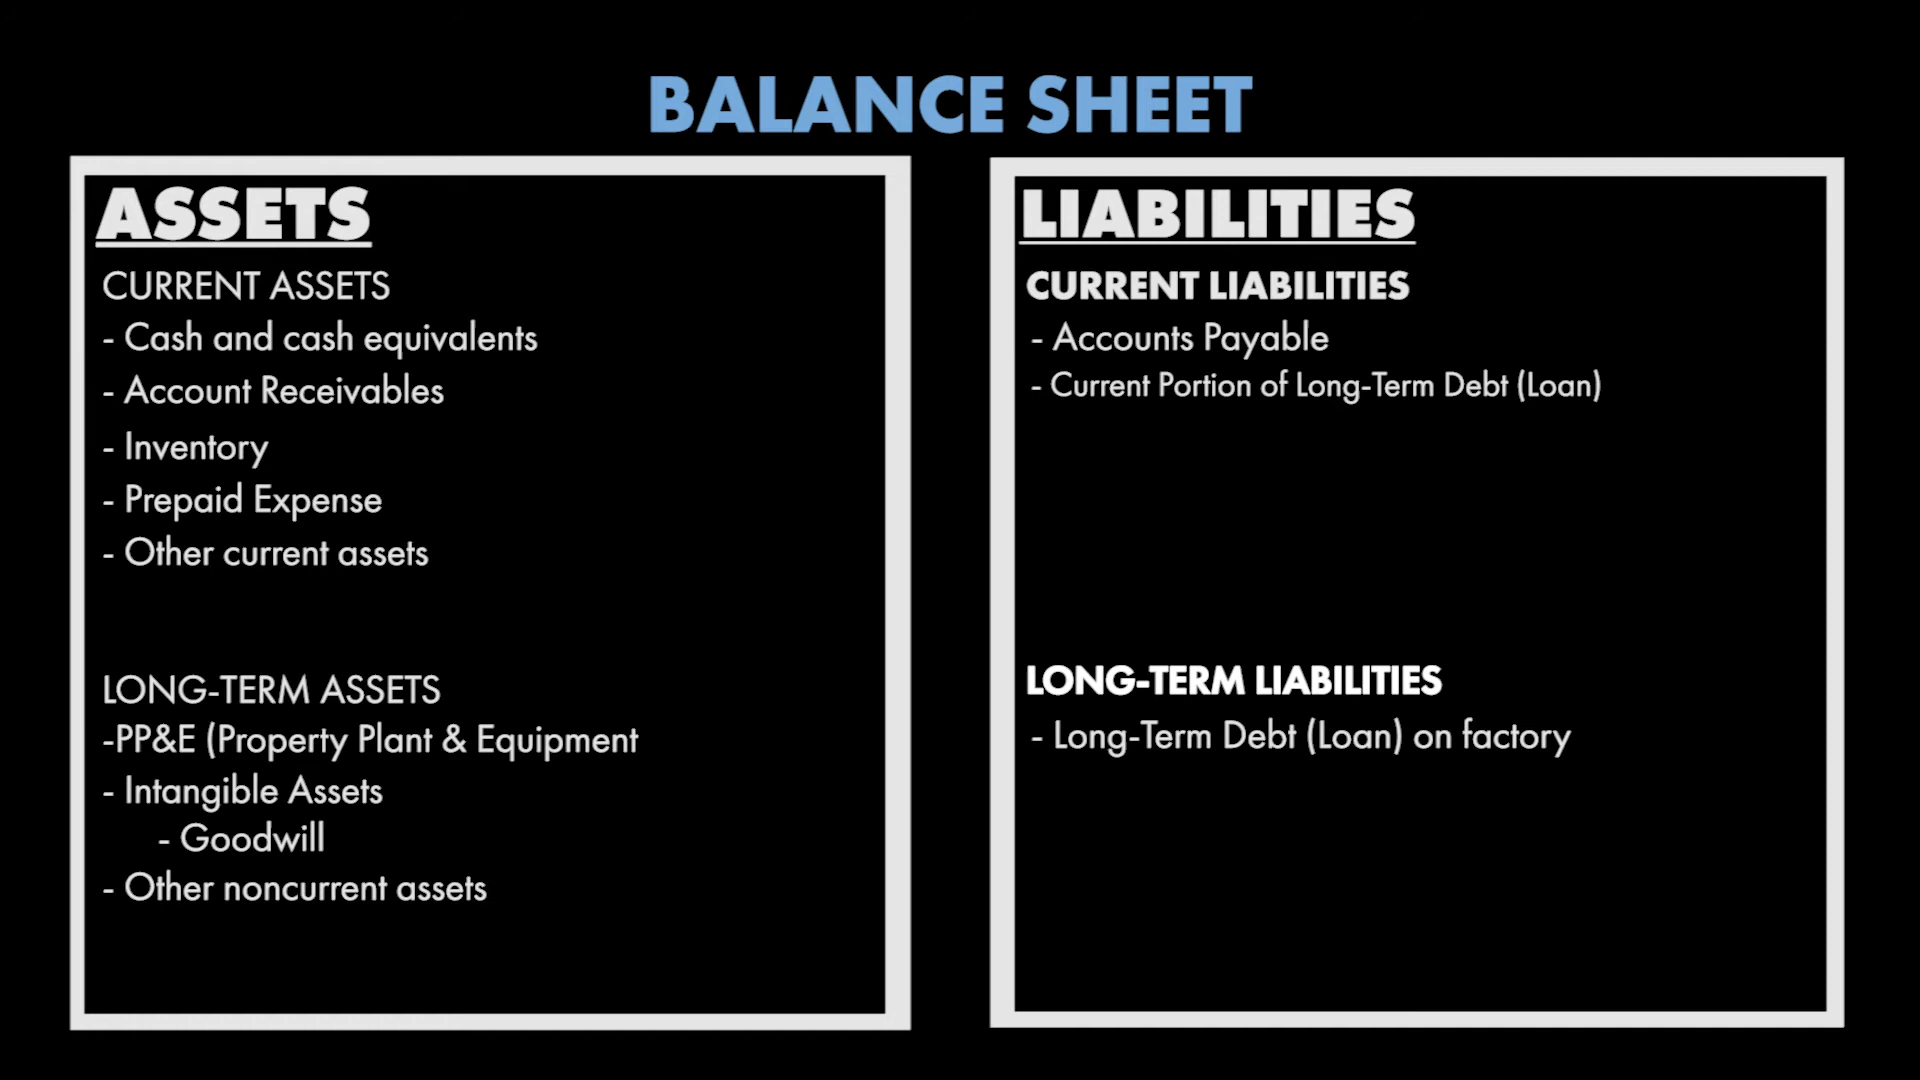 BALANCE SHEET
ASSETS
CURRENT ASSETS
- Cash and cash equivalents
- Account Receivables
- Inventory
- Prepaid Expense
- Other current assets
LONG-TERM ASSETS
-PP&E (Property Plant & Equipment
- Intangible Assets
- Goodwill
- Other noncurrent assets
LIABILITIES
CURRENT LIABILITIES
- Accounts Payable
- Current Portion of Long-Term Debt (Loan)
LONG-TERM LIABILITIES
- Long-Term Debt (Loan) on factory